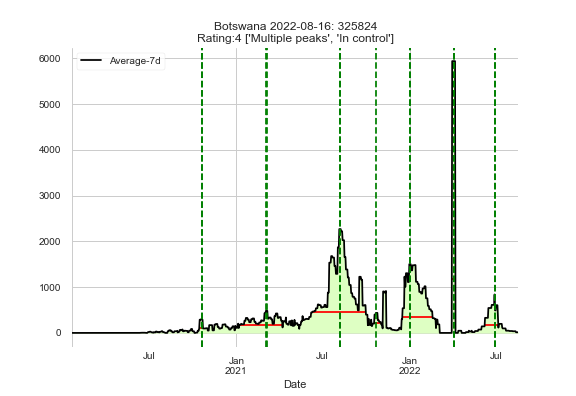 Botswana 2022-08-16: 325824
Rating:4 ['Multiple peaks', 'In control']
Average-7d
6000
5000
4000
3000
2000
1000
0
Jul
Jan
2021
Jul
Jan
2022
Jul
Date